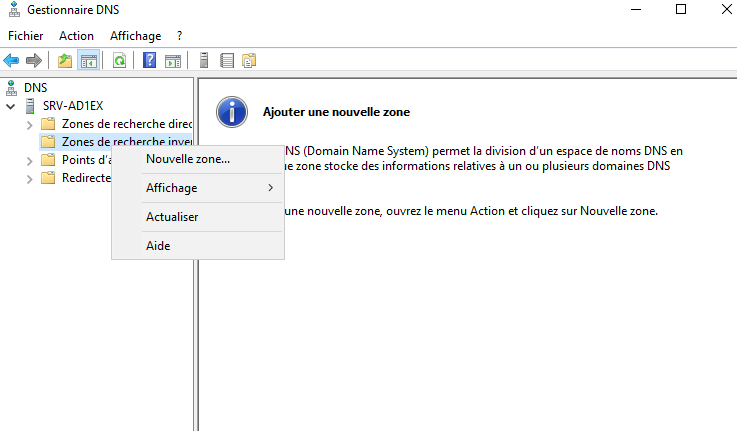 Gestionnaire DNS
Fichier Action Affichage ?
DNS
SRV-AD1EX
Zones de recherche direc
Zones de recherche inver
Points d'a
Redirecte
Nouvelle zone...
Affichage
Actualiser
Aide
Ajouter une nouvelle zone
NS (Domain Name System) permet la division d'un espace de noms DNS en
ue zone stocke des informations relatives à un ou plusieurs domaines DNS
une nouvelle zone, ouvrez le menu Action et cliquez sur Nouvelle zone.